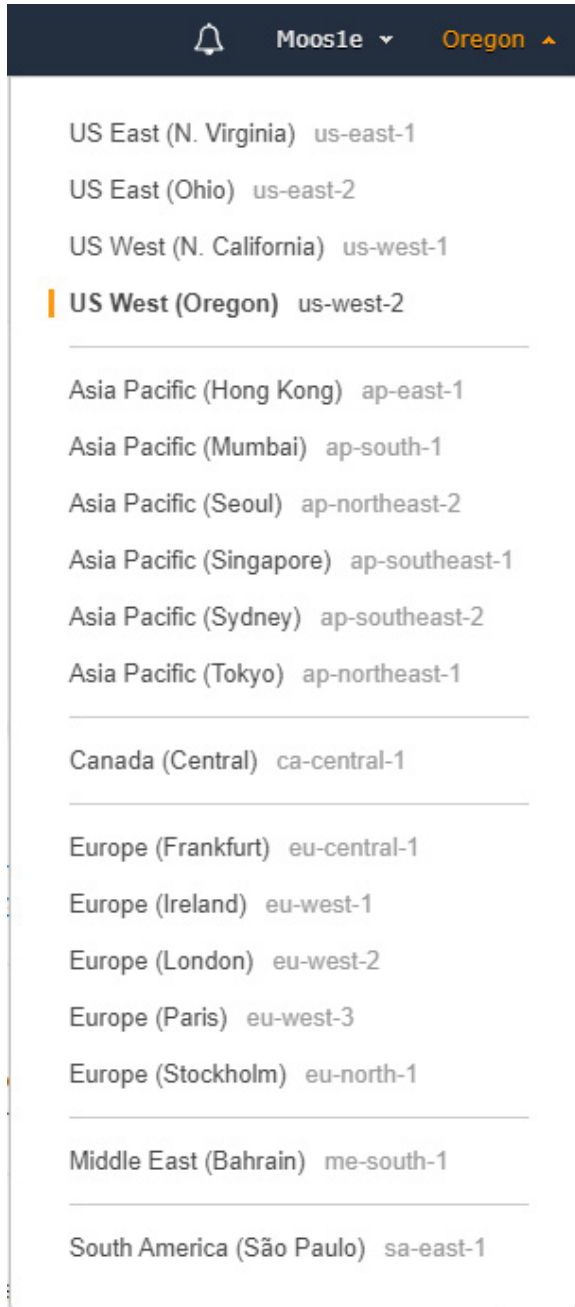 Moos1e Oregon
US East (N. Virginia) us-east-1
US East (Ohio) us-east-2
US West (N. California) us-west-1
US West (Oregon) us-west-2
Asia Pacific (Hong Kong) ap-east-1
Asia Pacific (Mumbai) ap-south-1
Asia Pacific (Seoul) ap-northeast-2
Asia Pacific (Singapore) ap-southeast-1
Asia Pacific (Sydney) ap-southeast-2
Asia Pacific (Tokyo) ap-northeast-1
Canada (Central) ca-central-1
Europe (Frankfurt) eu-central-1
Europe (Ireland) eu-west-1
Europe (London) eu-west-2
Europe (Paris) eu-west-3
Europe (Stockholm) eu-north-1
Middle East (Bahrain) me-south-1
South America (São Paulo) sa-east-1